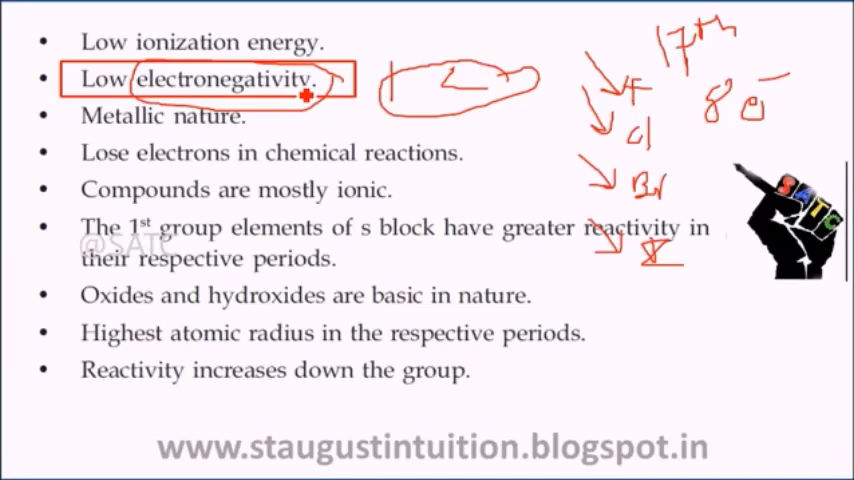 • Low ionization energy.
• Low electronegativity.
• Metallic nature.
• Lose electrons in chemical reactions.
• Compounds are mostly ionic.
• The 1st group elements of s block have greater reactivity in
their respective periods.
• Oxides and hydroxides are basic in nature.
• Highest atomic radius in the respective periods.
• Reactivity increases down the group.
17th
F
Cl
Br
I
8
@SATC
SATC
www.staugustintuition.blogspot.in